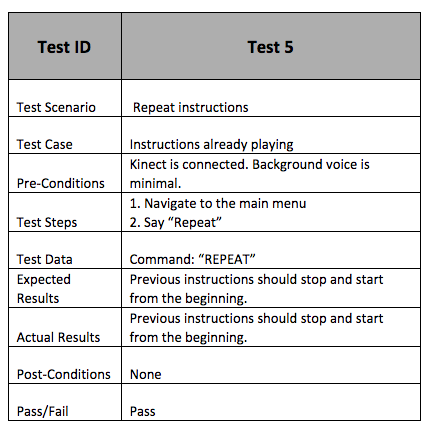 Test ID Test 5
Test Scenario Repeat instructions
Test Case Instructions already playing
Pre-Conditions Kinect is connected. Background voice is
minimal.
Test Steps 1. Navigate to the main menu
2. Say “Repeat”
Test Data Command: “REPEAT”
Expected Previous instructions should stop and start
Results from the beginning.
Actual Results Previous instructions should stop and start
from the beginning.
Post-Conditions None
Pass/Fail Pass